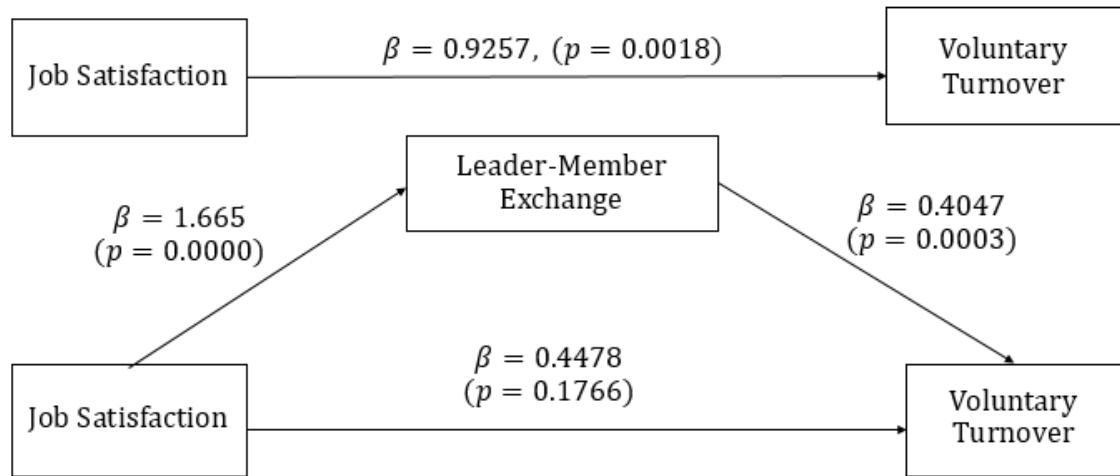 Job Satisfaction
β = 0.9257, (p = 0.0018)
Voluntary
Turnover
Leader-Member
Exchange
β = 1.665
(p = 0.0000)
β = 0.4047
(p = 0.0003)
Job Satisfaction
β = 0.4478
(p = 0.1766)
Voluntary
Turnover